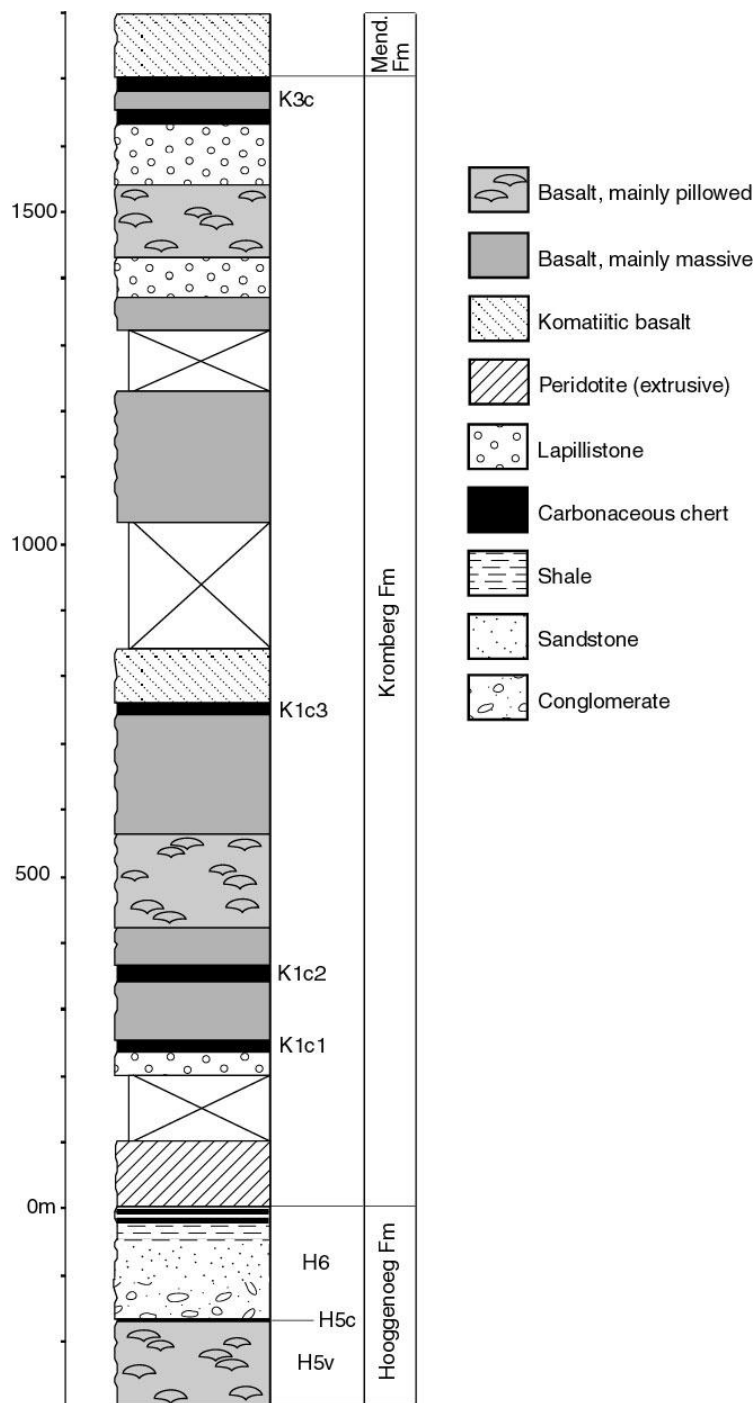 1500
1000
500
0m
K3c
K1c3
K1c2
K1c1
H6
H5c
H5v
Mend.
Fm
Kromberg Fm
Hooggenoeg Fm
Basalt, mainly pillowed
Basalt, mainly massive
Komatiitic basalt
Peridotite (extrusive)
Lapillistone
Carbonaceous chert
Shale
Sandstone
Conglomerate